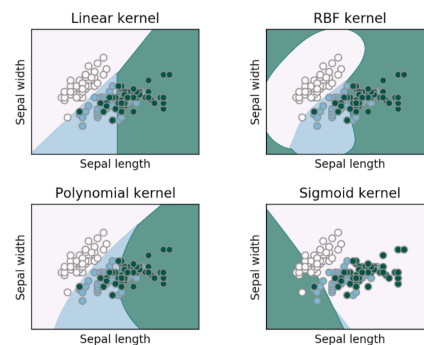 Linear kernel
RBF kernel
Sepal width
Sepal width
Sepal length
Sepal length
Polynomial kernel
Sigmoid kernel
Sepal width
Sepal width
Sepal length
Sepal length